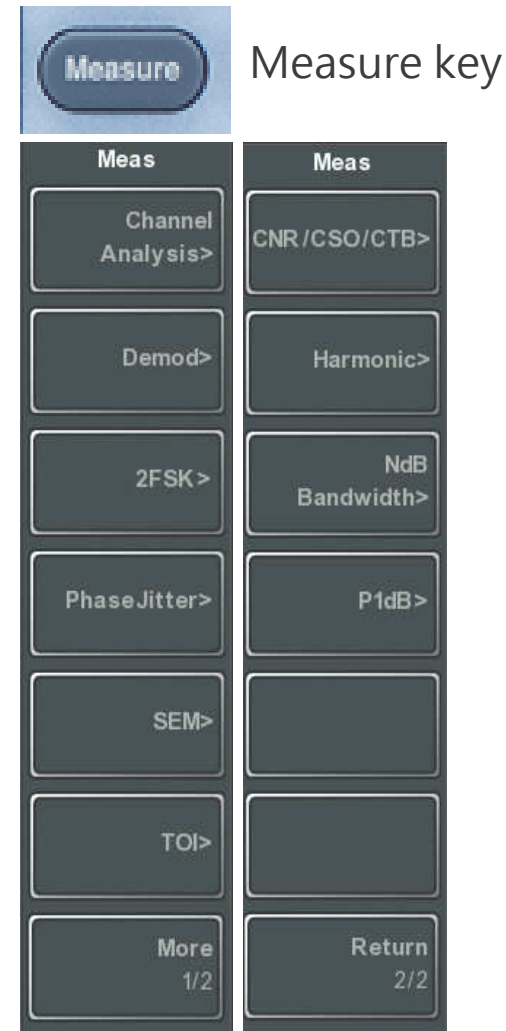 Measure
Measure key
Meas
Channel
Analysis>
Demod>
2FSK>
PhaseJitter>
SEM>
TOI>
More
1/2
Meas
CNR/CSO/CTB>
Harmonic>
NdB
Bandwidth>
P1dB>
Return
2/2